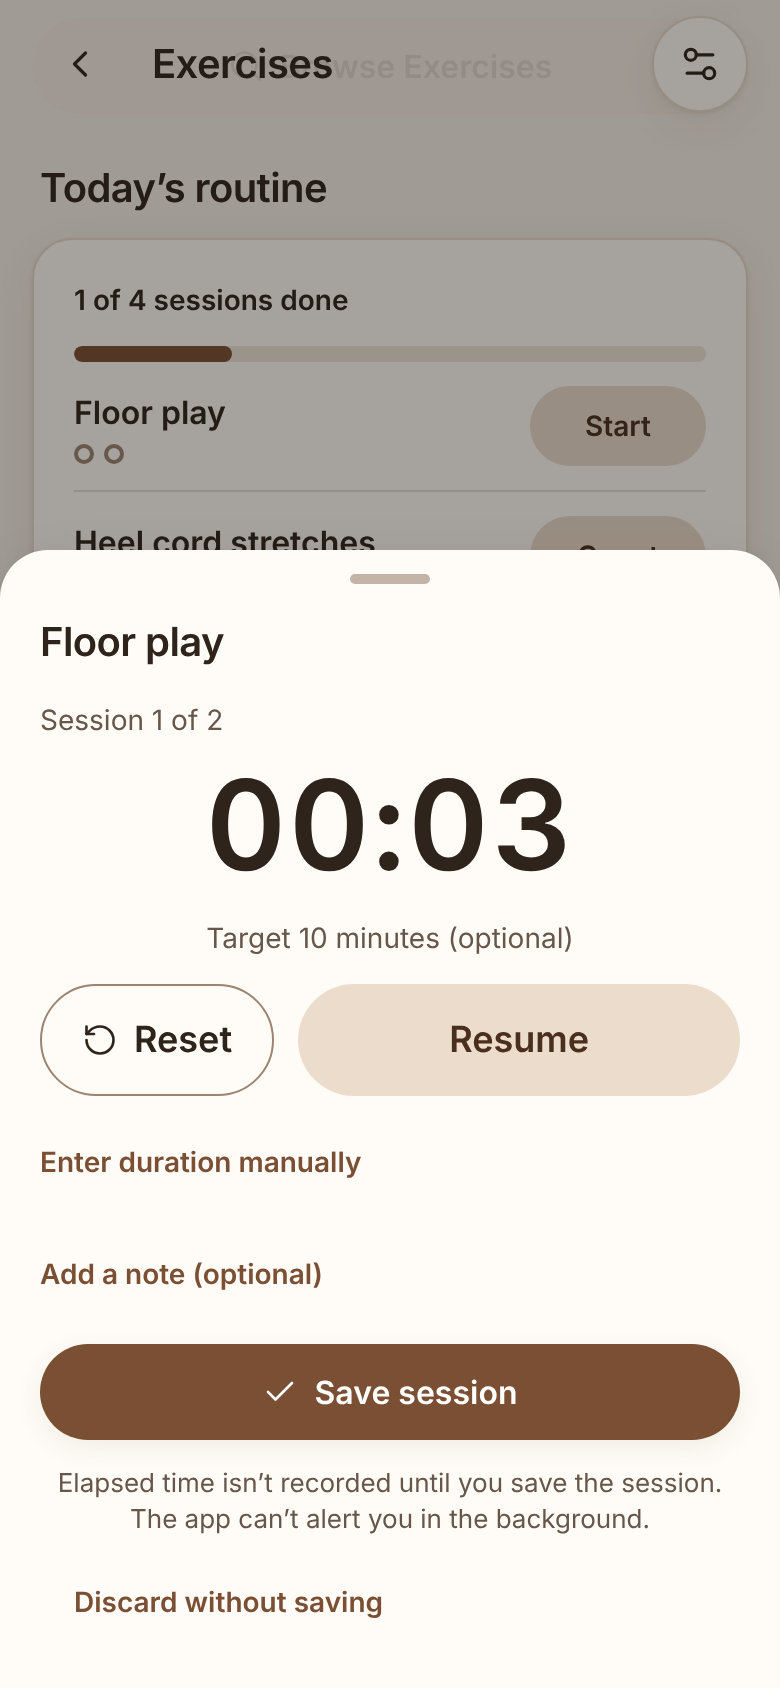 Exercises
Browse Exercises
Today’s routine
1 of 4 sessions done
Floor play
Start
Heel cord stretches
Floor play
Session 1 of 2
00:03
Target 10 minutes (optional)
Reset
Resume
Enter duration manually
Add a note (optional)
Save session
Elapsed time isn’t recorded until you save the session.
The app can’t alert you in the background.
Discard without saving